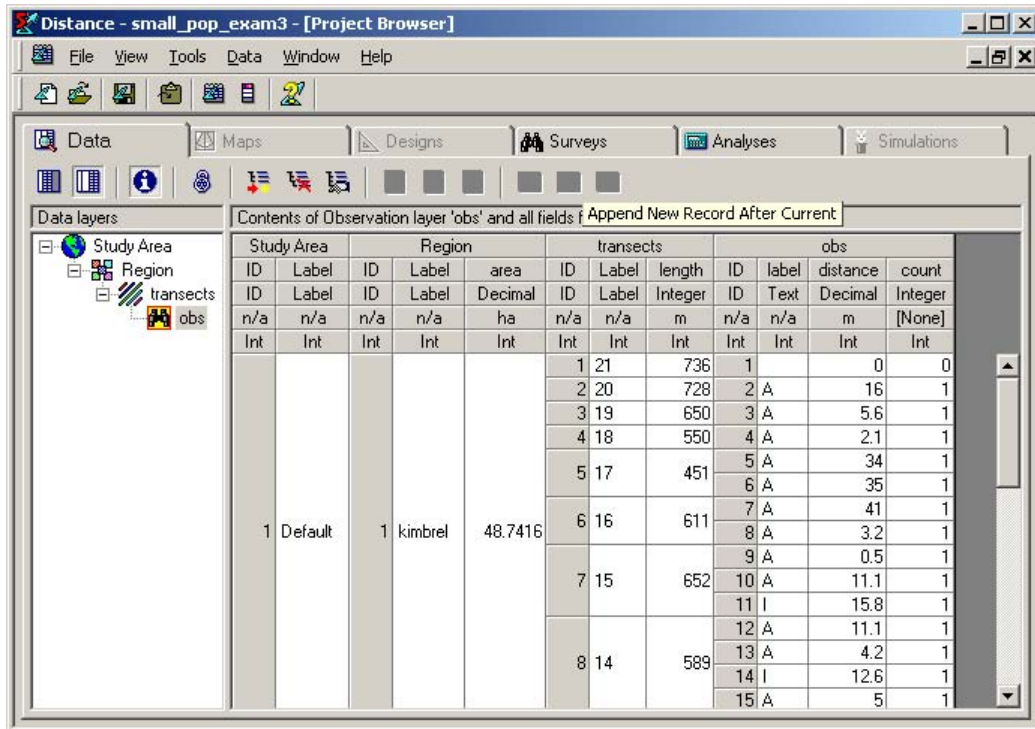 Distance - small_pop_exam3 - [Project Browser]
File View Tools Data Window Help
Data Maps Designs Surveys Analyses Simulations
Append New Record After Current
Data layers Contents of Observation layer 'obs' and all fields f
Study Area
Region
transects
obs
Study Area Region transects obs
ID Label ID Label area ID Label length ID label distance count
ID Label ID Label Decimal ID Label Integer ID Text Decimal Integer
n/a n/a n/a n/a ha n/a n/a m n/a n/a m [None]
Int Int Int Int Int Int Int Int Int Int Int Int
1 21 736 1 0 0
2 20 728 2 A 16 1
3 19 650 3 A 5.6 1
4 18 550 4 A 2.1 1
5 17 451 5 A 34 1
6 A 35 1
6 16 611 7 A 41 1
8 A 3.2 1
1 Default 1 kimbrel 48.7416
7 15 652 9 A 0.5 1
10 A 11.1 1
11 I 15.8 1
8 14 589 12 A 11.1 1
13 A 4.2 1
14 I 12.6 1
15 A 5 1